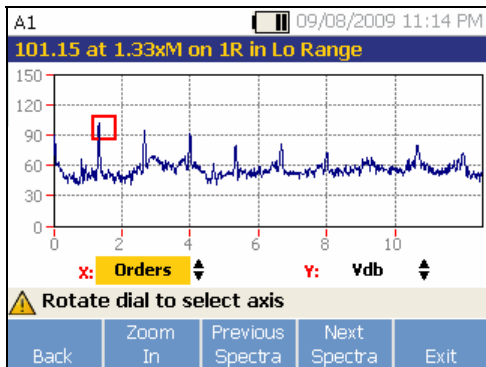 A1 09/08/2009 11:14 PM
101.15 at 1.33xM on 1R in Lo Range
150
120
90
60
30
0
0 2 4 6 8 10
X: Orders Y: Vdb
Rotate dial to select axis
Back Zoom In Previous Spectra Next Spectra Exit